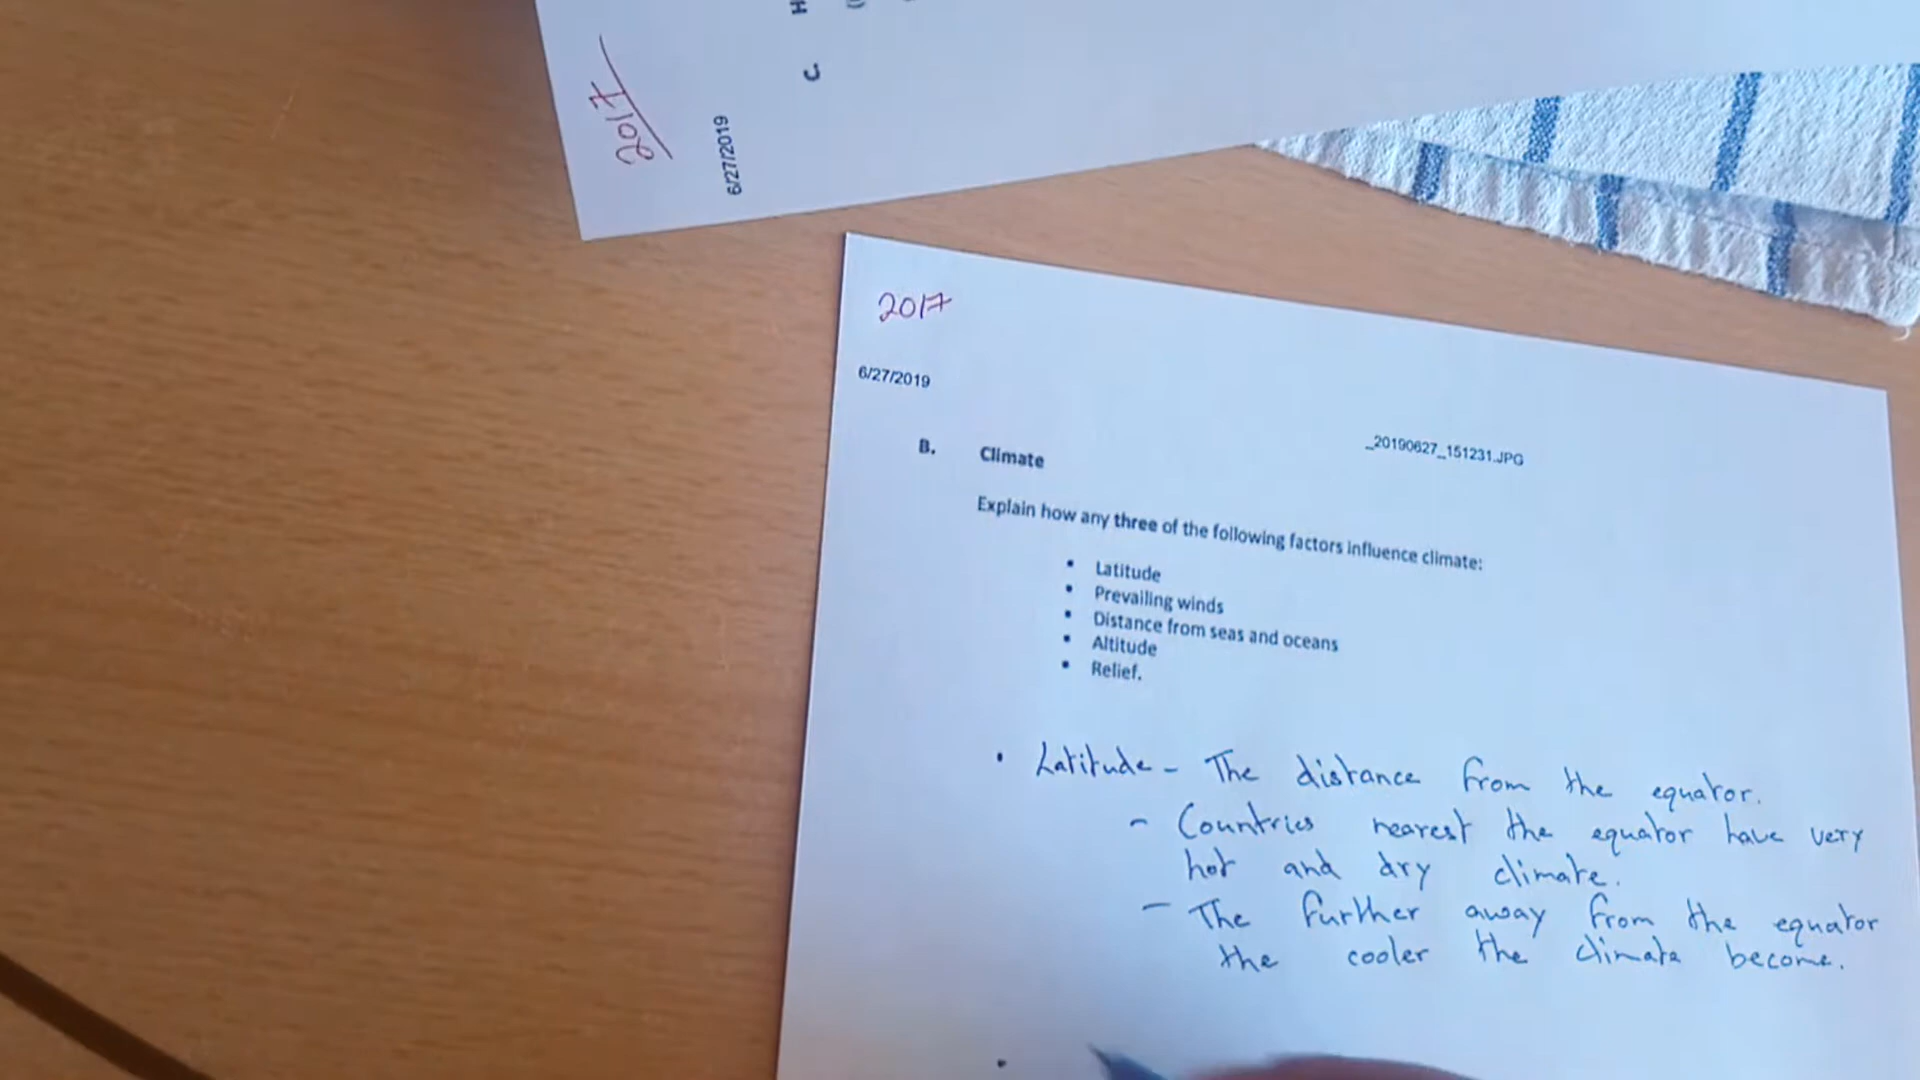 2017
6/27/2019
C.
2017
6/27/2019
_20190627_151231.JPG
B. Climate
Explain how any three of the following factors influence climate:
• Latitude
• Prevailing winds
• Distance from seas and oceans
• Altitude
• Relief.
• Latitude - The distance from the equator.
- Countries nearest the equator have very
hot and dry climate.
- The further away from the equator
the cooler the climate become.
•